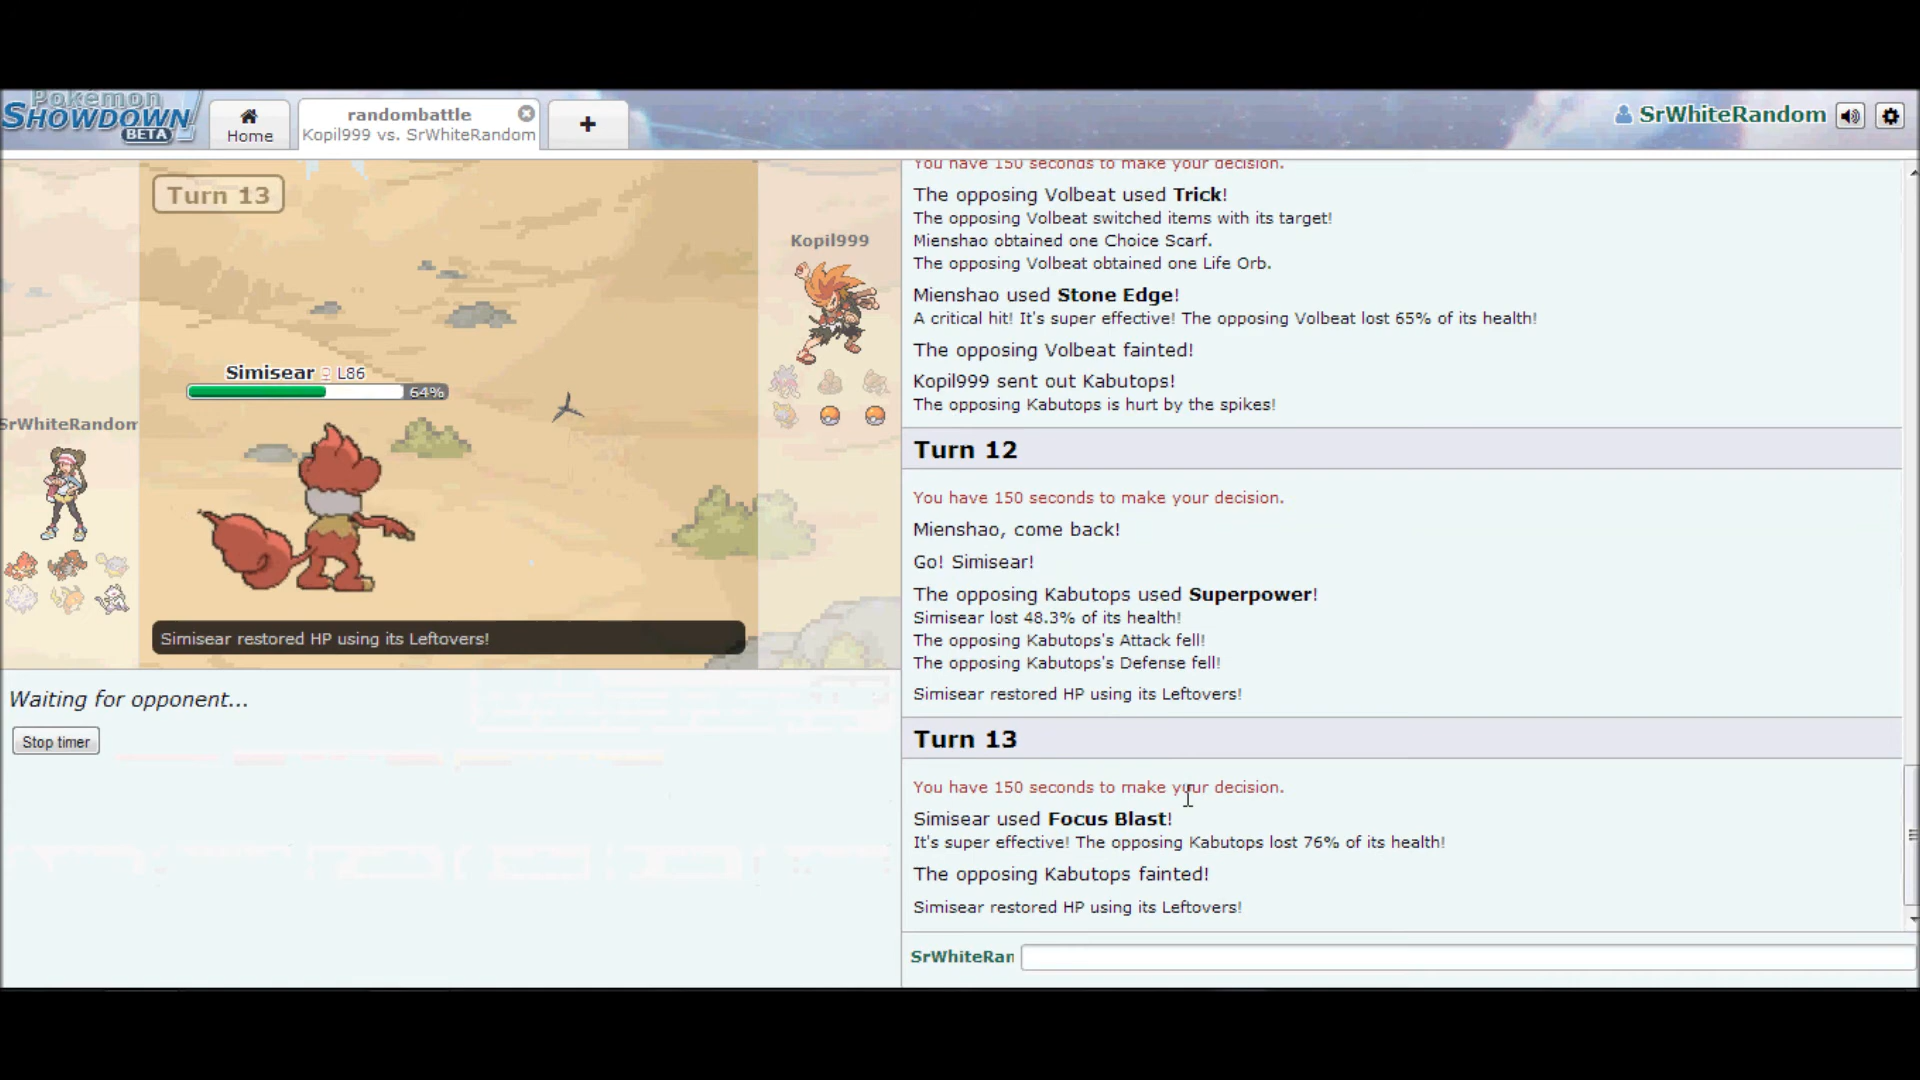 Pokémon
SHOWDOWN
BETA
Home
randombattle
Kopil999 vs. SrWhiteRandom
+
SrWhiteRandom
Turn 13
Kopil999
Simisear ♀ L86
64%
SrWhiteRandom
Simisear restored HP using its Leftovers!
Waiting for opponent...
Stop timer
You have 150 seconds to make your decision.
The opposing Volbeat used Trick!
The opposing Volbeat switched items with its target!
Mienshao obtained one Choice Scarf.
The opposing Volbeat obtained one Life Orb.
Mienshao used Stone Edge!
A critical hit! It's super effective! The opposing Volbeat lost 65% of its health!
The opposing Volbeat fainted!
Kopil999 sent out Kabutops!
The opposing Kabutops is hurt by the spikes!
Turn 12
You have 150 seconds to make your decision.
Mienshao, come back!
Go! Simisear!
The opposing Kabutops used Superpower!
Simisear lost 48.3% of its health!
The opposing Kabutops's Attack fell!
The opposing Kabutops's Defense fell!
Simisear restored HP using its Leftovers!
Turn 13
You have 150 seconds to make your decision.
Simisear used Focus Blast!
It's super effective! The opposing Kabutops lost 76% of its health!
The opposing Kabutops fainted!
Simisear restored HP using its Leftovers!
SrWhiteRan